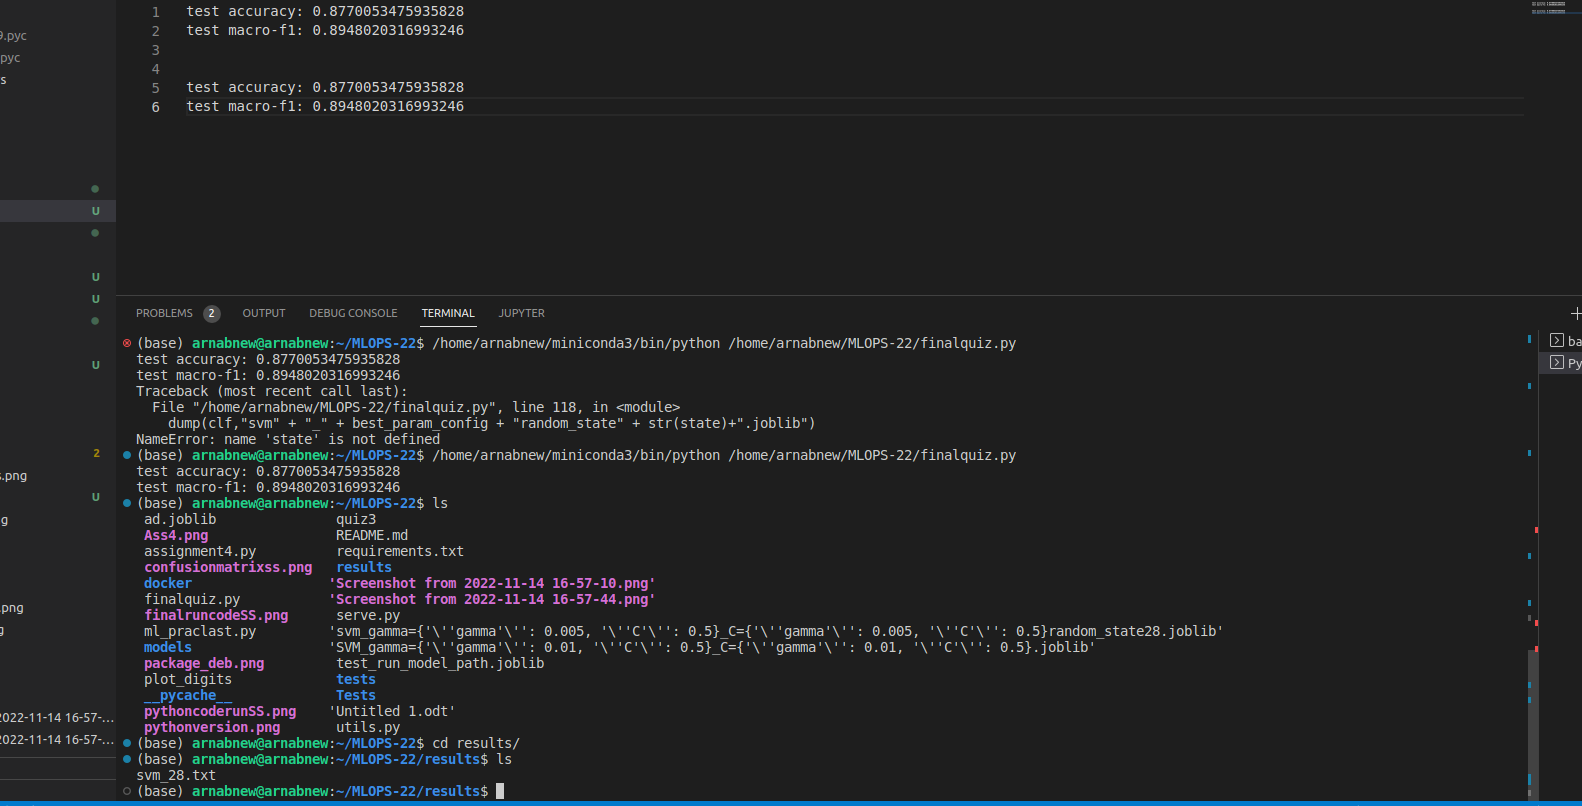 9.pyc
pyc
s
U
U
U
U
2
s.png
U
g
.png
g
2022-11-14 16-57-...
2022-11-14 16-57-...
1 test accuracy: 0.8770053475935828
2 test macro-f1: 0.8948020316993246
3
4
5 test accuracy: 0.8770053475935828
6 test macro-f1: 0.8948020316993246
PROBLEMS 2 OUTPUT DEBUG CONSOLE TERMINAL JUPYTER
(base) arnabnew@arnabnew:~/MLOPS-22$ /home/arnabnew/miniconda3/bin/python /home/arnabnew/MLOPS-22/finalquiz.py
test accuracy: 0.8770053475935828
test macro-f1: 0.8948020316993246
Traceback (most recent call last):
File "/home/arnabnew/MLOPS-22/finalquiz.py", line 118, in <module>
dump(clf,"svm" + "_" + best_param_config + "random_state" + str(state)+".joblib")
NameError: name 'state' is not defined
(base) arnabnew@arnabnew:~/MLOPS-22$ /home/arnabnew/miniconda3/bin/python /home/arnabnew/MLOPS-22/finalquiz.py
test accuracy: 0.8770053475935828
test macro-f1: 0.8948020316993246
(base) arnabnew@arnabnew:~/MLOPS-22$ ls
ad.joblib quiz3
Ass4.png README.md
assignment4.py requirements.txt
confusionmatrixss.png results
docker 'Screenshot from 2022-11-14 16-57-10.png'
finalquiz.py 'Screenshot from 2022-11-14 16-57-44.png'
finalruncodeSS.png serve.py
ml_praclast.py 'svm_gamma={'\''gamma'\'': 0.005, '\''C'\'': 0.5}_C={'\''gamma'\'': 0.005, '\''C'\'': 0.5}random_state28.joblib'
models 'SVM_gamma={'\''gamma'\'': 0.01, '\''C'\'': 0.5}_C={'\''gamma'\'': 0.01, '\''C'\'': 0.5}.joblib'
package_deb.png test_run_model_path.joblib
plot_digits tests
__pycache__ Tests
pythoncoderunSS.png 'Untitled 1.odt'
pythonversion.png utils.py
(base) arnabnew@arnabnew:~/MLOPS-22$ cd results/
(base) arnabnew@arnabnew:~/MLOPS-22/results$ ls
svm_28.txt
(base) arnabnew@arnabnew:~/MLOPS-22/results$
ba
Py